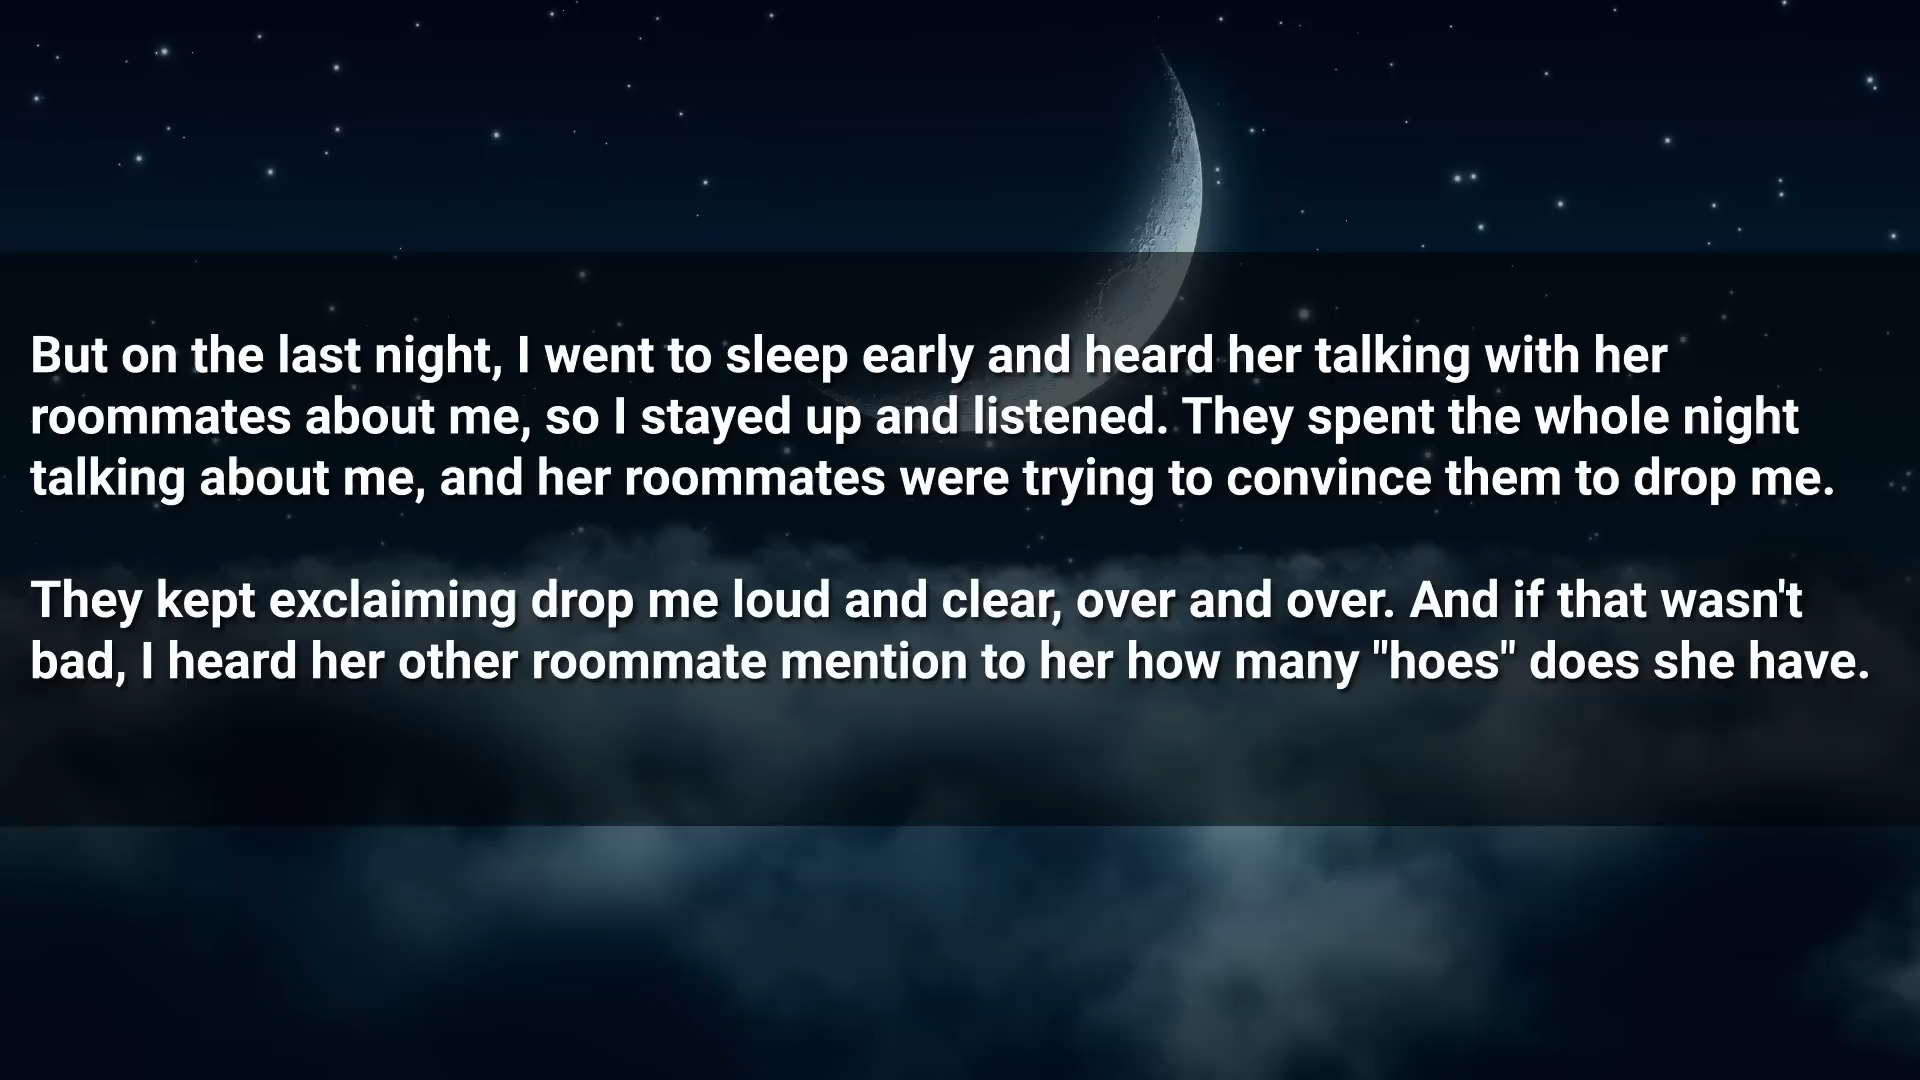 But on the last night, I went to sleep early and heard her talking with her
roommates about me, so I stayed up and listened. They spent the whole night
talking about me, and her roommates were trying to convince them to drop me.
They kept exclaiming drop me loud and clear, over and over. And if that wasn't
bad, I heard her other roommate mention to her how many "hoes" does she have.